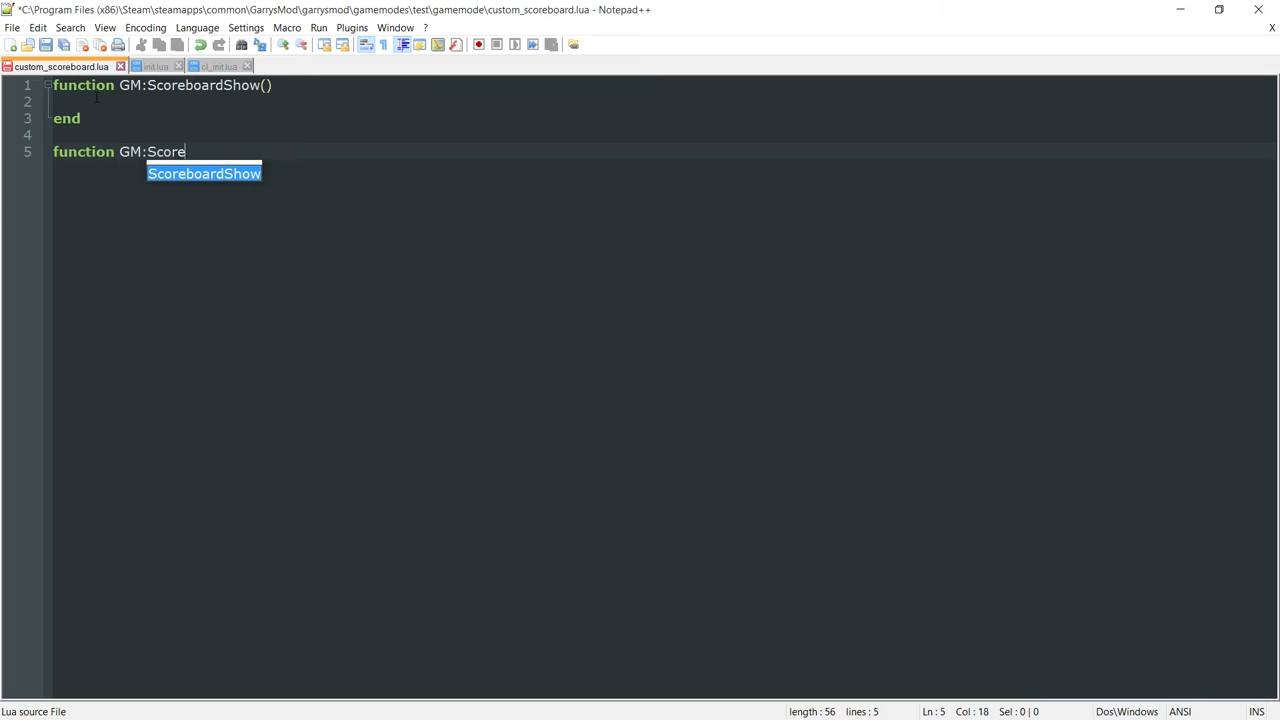 *C:\Program Files (x86)\Steam\steamapps\common\GarrysMod\garrysmod\gamemodes\test\gamemode\custom_scoreboard.lua - Notepad++
File Edit Search View Encoding Language Settings Macro Run Plugins Window ? X
custom_scoreboard.lua init.lua cl_init.lua
1 function GM:ScoreboardShow()
2
3 end
4
5 function GM:Score
ScoreboardShow
Lua source File length : 56 lines : 5 Ln : 5 Col : 18 Sel : 0 | 0 Dos\Windows ANSI INS